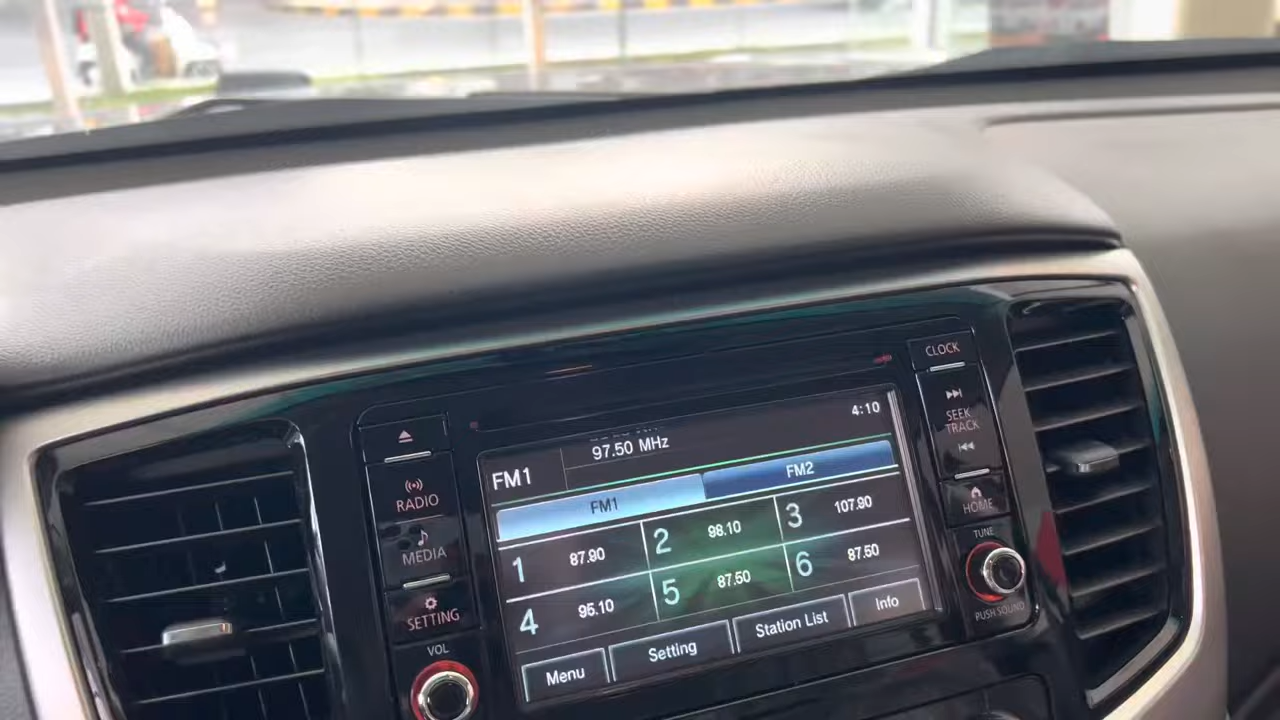 CLOCK
4:10
97.50 MHz
FM1
FM1
FM2
1 87.90
2 98.10
3 107.90
4 95.10
5 87.50
6 87.50
Menu
Setting
Station List
Info
RADIO
MEDIA
SETTING
VOL
SEEK
TRACK
HOME
TUNE
PUSH SOUND